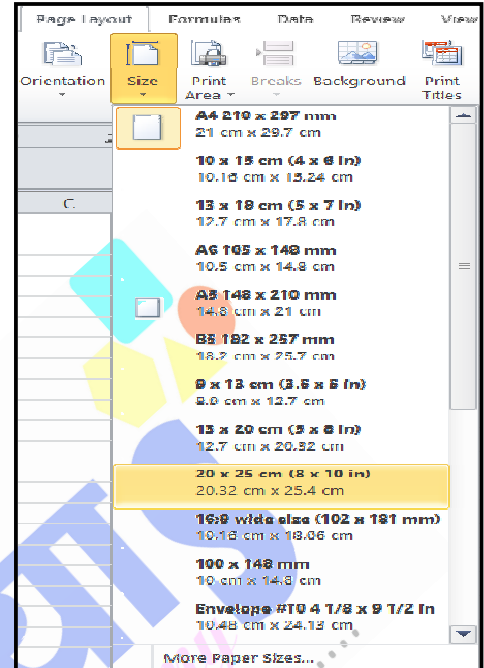 Page Layout Formulas Data Review View
Orientation Size Print Area Breaks Background Print Titles
C
A4 210 x 297 mm
21 cm x 29.7 cm
10 x 15 cm (4 x 6 in)
10.16 cm x 15.24 cm
13 x 18 cm (5 x 7 in)
12.7 cm x 17.8 cm
A6 105 x 148 mm
10.5 cm x 14.8 cm
A5 148 x 210 mm
14.8 cm x 21 cm
B5 182 x 257 mm
18.2 cm x 25.7 cm
9 x 13 cm (3.5 x 5 in)
8.9 cm x 12.7 cm
13 x 20 cm (5 x 8 in)
12.7 cm x 20.32 cm
20 x 25 cm (8 x 10 in)
20.32 cm x 25.4 cm
16:9 wide size (102 x 181 mm)
10.16 cm x 18.06 cm
100 x 148 mm
10 cm x 14.8 cm
Envelope #10 4 1/8 x 9 1/2 in
10.48 cm x 24.13 cm
More Paper Sizes...